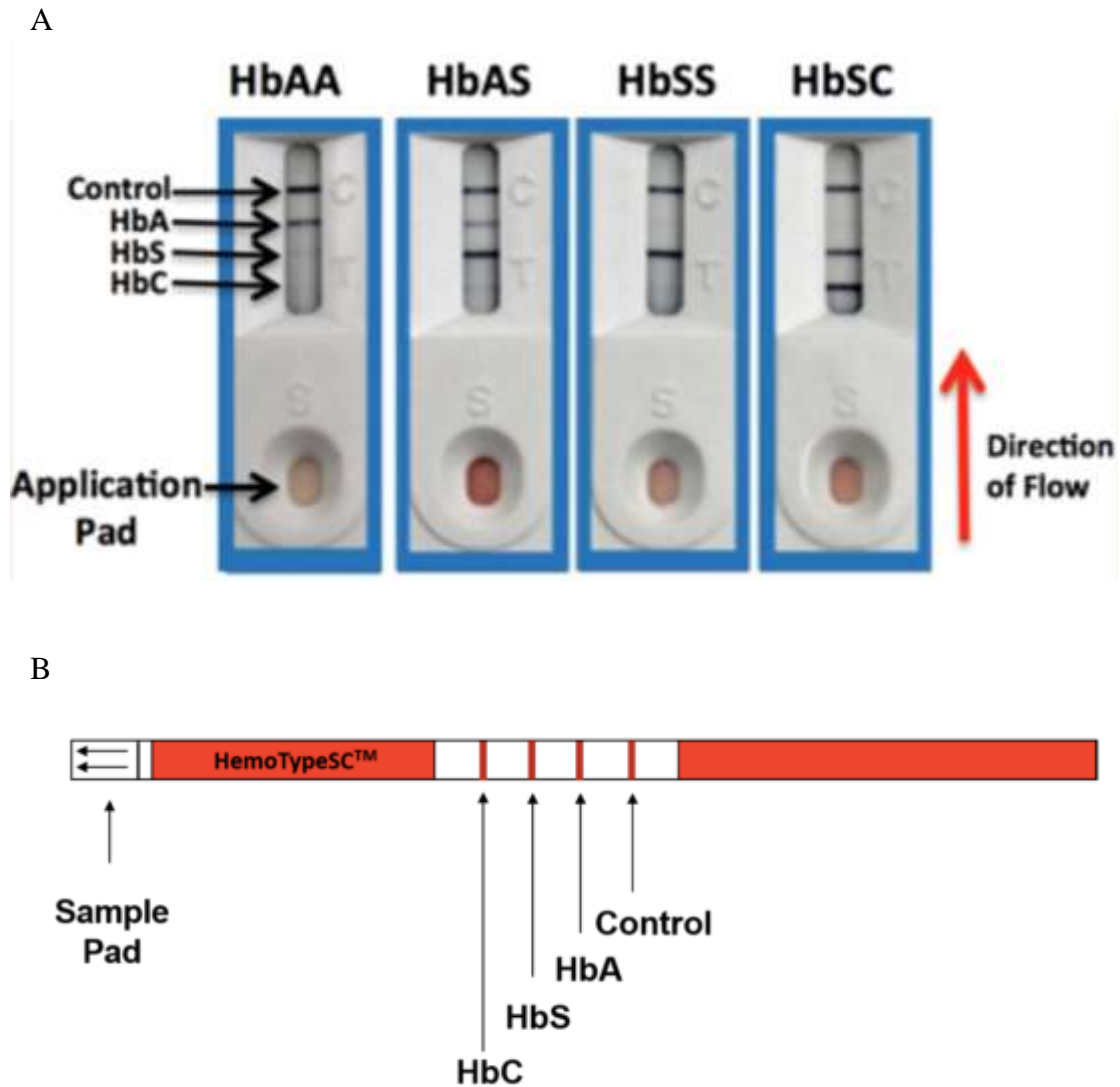 A
HbAA HbAS HbSS HbSC
Control
HbA
HbS
HbC
C C C C
T T T T
S S S S
Application
Pad
Direction
of Flow
B
HemoTypeSC™
Sample
Pad
Control
HbA
HbS
HbC